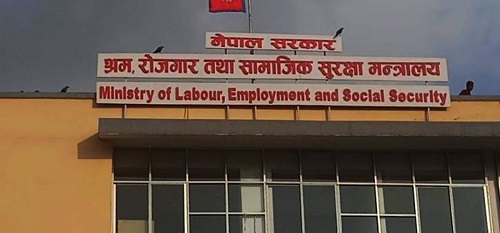 नेपाल सरकार
श्रम, रोजगार तथा सामाजिक सुरक्षा मन्त्रालय
Ministry of Labour, Employment and Social Security